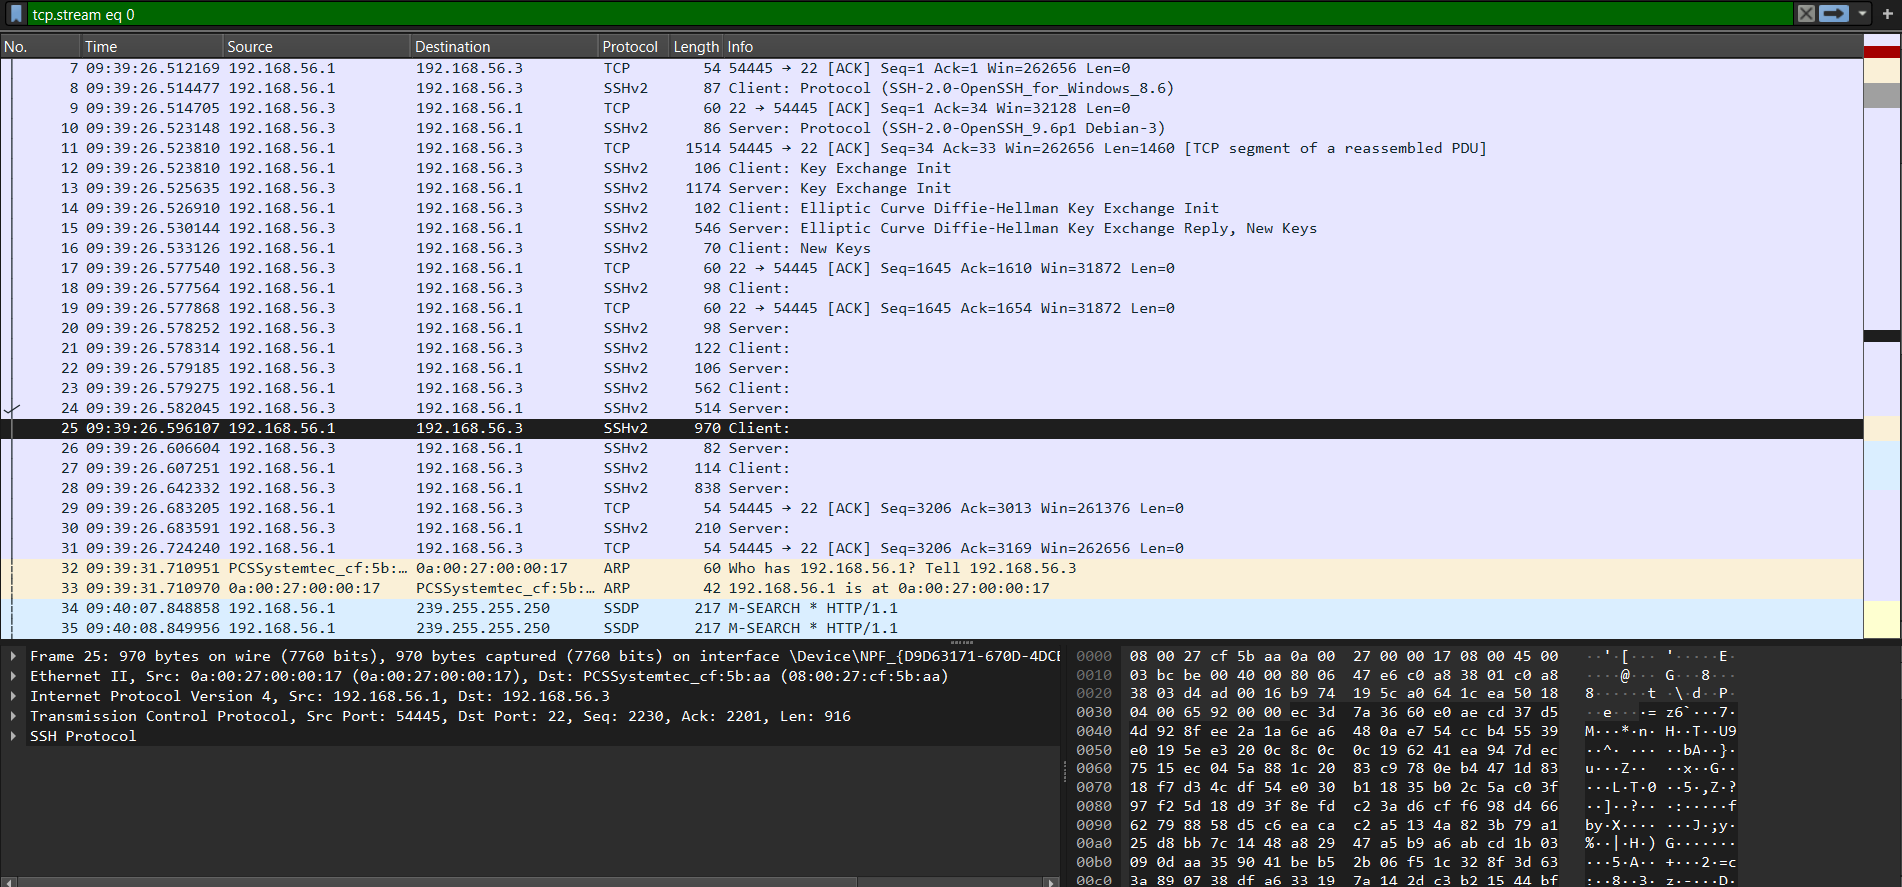 tcp.stream eq 0
No. Time Source Destination Protocol Length Info
7 09:39:26.512169 192.168.56.1 192.168.56.3 TCP 54 54445 → 22 [ACK] Seq=1 Ack=1 Win=262656 Len=0
8 09:39:26.514477 192.168.56.1 192.168.56.3 SSHv2 87 Client: Protocol (SSH-2.0-OpenSSH_for_Windows_8.6)
9 09:39:26.514705 192.168.56.3 192.168.56.1 TCP 60 22 → 54445 [ACK] Seq=1 Ack=34 Win=32128 Len=0
10 09:39:26.523148 192.168.56.3 192.168.56.1 SSHv2 86 Server: Protocol (SSH-2.0-OpenSSH_9.6p1 Debian-3)
11 09:39:26.523810 192.168.56.1 192.168.56.3 TCP 1514 54445 → 22 [ACK] Seq=34 Ack=33 Win=262656 Len=1460 [TCP segment of a reassembled PDU]
12 09:39:26.523810 192.168.56.1 192.168.56.3 SSHv2 106 Client: Key Exchange Init
13 09:39:26.525635 192.168.56.3 192.168.56.1 SSHv2 1174 Server: Key Exchange Init
14 09:39:26.526910 192.168.56.1 192.168.56.3 SSHv2 102 Client: Elliptic Curve Diffie-Hellman Key Exchange Init
15 09:39:26.530144 192.168.56.3 192.168.56.1 SSHv2 546 Server: Elliptic Curve Diffie-Hellman Key Exchange Reply, New Keys
16 09:39:26.533126 192.168.56.1 192.168.56.3 SSHv2 70 Client: New Keys
17 09:39:26.577540 192.168.56.3 192.168.56.1 TCP 60 22 → 54445 [ACK] Seq=1645 Ack=1610 Win=31872 Len=0
18 09:39:26.577564 192.168.56.1 192.168.56.3 SSHv2 98 Client:
19 09:39:26.577868 192.168.56.3 192.168.56.1 TCP 60 22 → 54445 [ACK] Seq=1645 Ack=1654 Win=31872 Len=0
20 09:39:26.578252 192.168.56.3 192.168.56.1 SSHv2 98 Server:
21 09:39:26.578314 192.168.56.1 192.168.56.3 SSHv2 122 Client:
22 09:39:26.579185 192.168.56.3 192.168.56.1 SSHv2 106 Server:
23 09:39:26.579275 192.168.56.1 192.168.56.3 SSHv2 562 Client:
24 09:39:26.582045 192.168.56.3 192.168.56.1 SSHv2 514 Server:
25 09:39:26.596107 192.168.56.1 192.168.56.3 SSHv2 970 Client:
26 09:39:26.606604 192.168.56.3 192.168.56.1 SSHv2 82 Server:
27 09:39:26.607251 192.168.56.1 192.168.56.3 SSHv2 114 Client:
28 09:39:26.642332 192.168.56.3 192.168.56.1 SSHv2 838 Server:
29 09:39:26.683205 192.168.56.1 192.168.56.3 TCP 54 54445 → 22 [ACK] Seq=3206 Ack=3013 Win=261376 Len=0
30 09:39:26.683591 192.168.56.3 192.168.56.1 SSHv2 210 Server:
31 09:39:26.724240 192.168.56.1 192.168.56.3 TCP 54 54445 → 22 [ACK] Seq=3206 Ack=3169 Win=262656 Len=0
32 09:39:31.710951 PCSSystemtec_cf:5b:… 0a:00:27:00:00:17 ARP 60 Who has 192.168.56.1? Tell 192.168.56.3
33 09:39:31.710970 0a:00:27:00:00:17 PCSSystemtec_cf:5b:… ARP 42 192.168.56.1 is at 0a:00:27:00:00:17
34 09:40:07.848858 192.168.56.1 239.255.255.250 SSDP 217 M-SEARCH * HTTP/1.1
35 09:40:08.849956 192.168.56.1 239.255.255.250 SSDP 217 M-SEARCH * HTTP/1.1
Frame 25: 970 bytes on wire (7760 bits), 970 bytes captured (7760 bits) on interface \Device\NPF_{D9D63171-670D-4DCE
Ethernet II, Src: 0a:00:27:00:00:17 (0a:00:27:00:00:17), Dst: PCSSystemtec_cf:5b:aa (08:00:27:cf:5b:aa)
Internet Protocol Version 4, Src: 192.168.56.1, Dst: 192.168.56.3
Transmission Control Protocol, Src Port: 54445, Dst Port: 22, Seq: 2230, Ack: 2201, Len: 916
SSH Protocol
0000 08 00 27 cf 5b aa 0a 00 27 00 00 17 08 00 45 00 ··'·[··· '·····E·
0010 03 bc be 00 40 00 80 06 47 e6 c0 a8 38 01 c0 a8 ····@··· G···8···
0020 38 03 d4 ad 00 16 b9 74 19 5c a0 64 1c ea 50 18 8······t ·\·d··P·
0030 04 00 65 92 00 00 ec 3d 7a 36 60 e0 ae cd 37 d5 ··e····= z6`···7·
0040 4d 92 8f ee 2a 1a 6e a6 48 0a e7 54 cc b4 55 39 M···*·n· H··T··U9
0050 e0 19 5e e3 20 0c 8c 0c 0c 19 62 41 ea 94 7d ec ··^· ··· ··bA··}·
0060 75 15 ec 04 5a 88 1c 20 83 c9 78 0e b4 47 1d 83 u···Z·· ··x··G··
0070 18 f7 d3 4c df 54 e0 30 b1 18 35 b0 2c 5a c0 3f ···L·T·0 ··5·,Z·?
0080 97 f2 5d 18 d9 3f 8e fd c2 3a d6 cf f6 98 d4 66 ··]··?·· ·:·····f
0090 62 79 88 58 d5 c6 ea ca c2 a5 13 4a 82 3b 79 a1 by·X···· ···J·;y·
00a0 25 d8 bb 7c 14 48 a8 29 47 a5 b9 a6 ab cd 1b 03 %··|·H·) G·······
00b0 09 0d aa 35 90 41 be b5 2b 06 f5 1c 32 8f 3d 63 ···5·A·· +···2·=c
00c0 3a 89 07 38 df a6 33 19 7a 14 2d c3 b2 15 44 bf :··8··3· z·-···D·